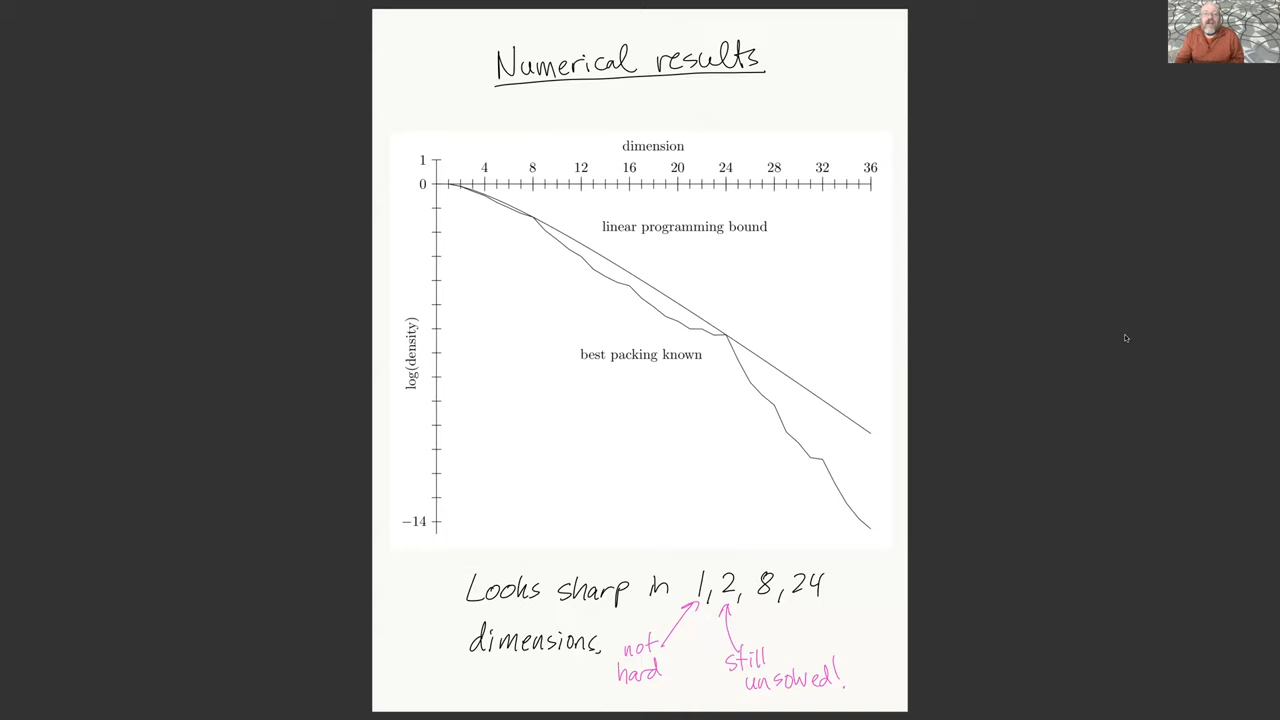 Numerical results
dimension
1
4 8 12 16 20 24 28 32 36
0
linear programming bound
log(density)
best packing known
−14
Looks sharp in 1, 2, 8, 24
dimensions.
not
hard
still
unsolved!